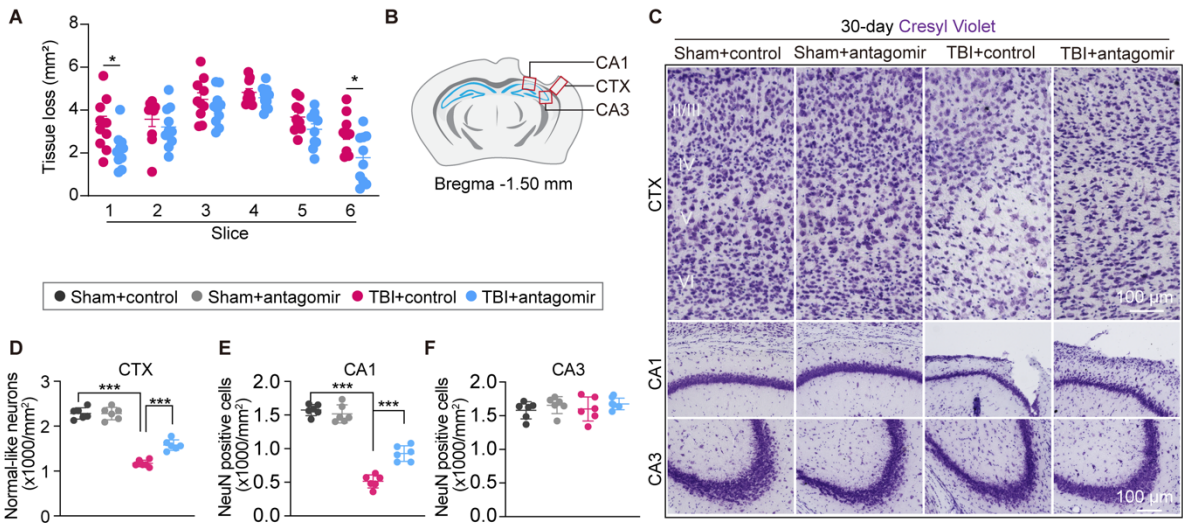 A
Tissue loss (mm²)
8
6
4
2
0
*
*
1 2 3 4 5 6
Slice
B
CA1
CTX
CA3
Bregma -1.50 mm
C
30-day Cresyl Violet
Sham+control Sham+antagomir TBI+control TBI+antagomir
CTX
II/III
IV
V
VI
100 µm
CA1
CA3
100 µm
Sham+control Sham+antagomir TBI+control TBI+antagomir
D
CTX
Normal-like neurons
(x1000/mm²)
3
2
1
0
***
***
E
CA1
NeuN positive cells
(x1000/mm²)
2.0
1.5
1.0
0.5
0.0
***
***
F
CA3
NeuN positive cells
(x1000/mm²)
2.0
1.5
1.0
0.5
0.0